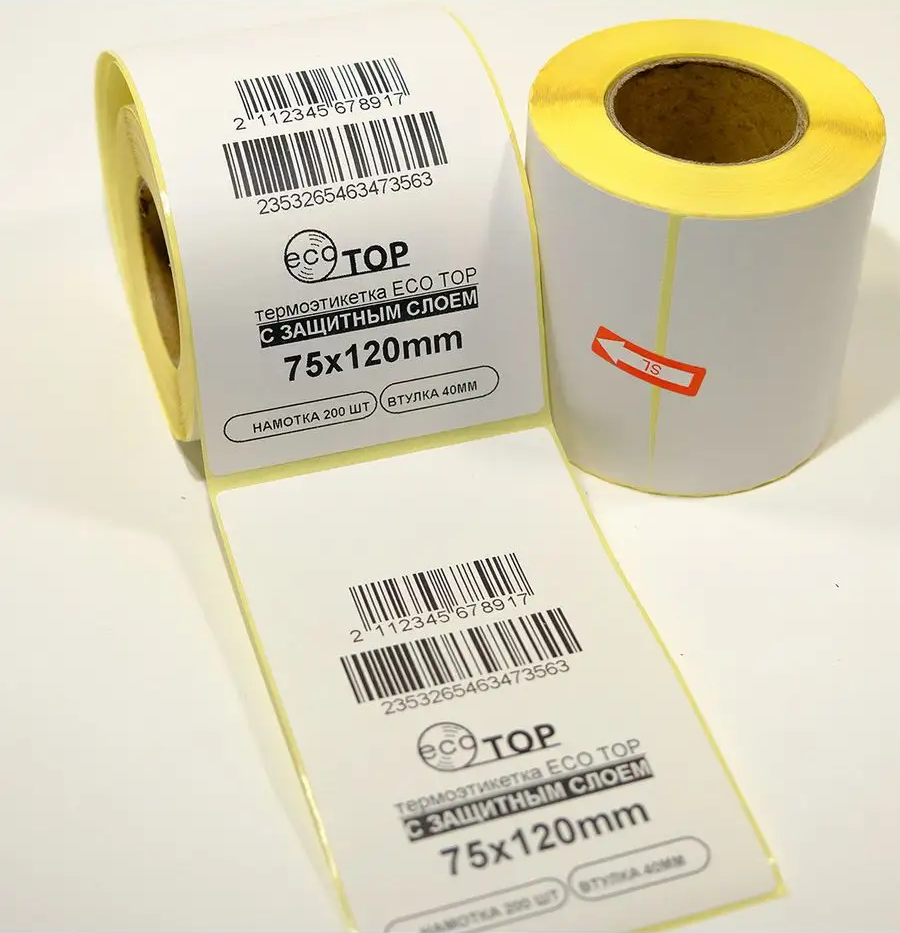 2 112345 678917
2353265463473563
eco TOP
термоэтикетка ECO TOP
С ЗАЩИТНЫМ СЛОЕМ
75x120mm
НАМОТКА 200 ШТ ВТУЛКА 40ММ
SL
2 112345 678917
2353265463473563
eco TOP
термоэтикетка ECO TOP
С ЗАЩИТНЫМ СЛОЕМ
75x120mm
НАМОТКА 200 ШТ ВТУЛКА 40ММ